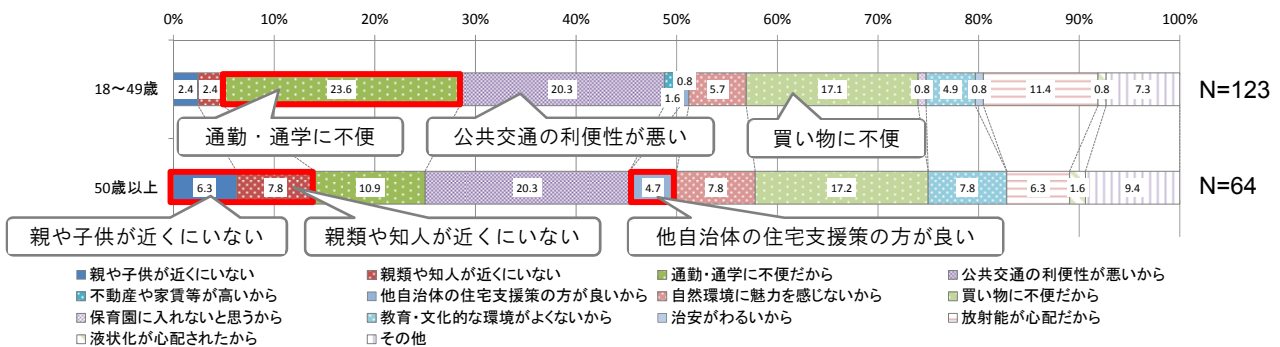 0% 10% 20% 30% 40% 50% 60% 70% 80% 90% 100%
18～49歳 2.4 2.4 23.6 20.3 1.6 0.8 5.7 17.1 0.8 4.9 0.8 11.4 0.8 7.3 N=123
通勤・通学に不便 公共交通の利便性が悪い 買い物に不便
50歳以上 6.3 7.8 10.9 20.3 4.7 7.8 17.2 7.8 6.3 1.6 9.4 N=64
親や子供が近くにいない 親類や知人が近くにいない 他自治体の住宅支援策の方が良い
親や子供が近くにいない 親類や知人が近くにいない 通勤・通学に不便だから 公共交通の利便性が悪いから
不動産や家賃等が高いから 他自治体の住宅支援策の方が良いから 自然環境に魅力を感じないから 買い物に不便だから
保育園に入れないと思うから 教育・文化的な環境がよくないから 治安がわるいから 放射能が心配だから
液状化が心配されたから その他